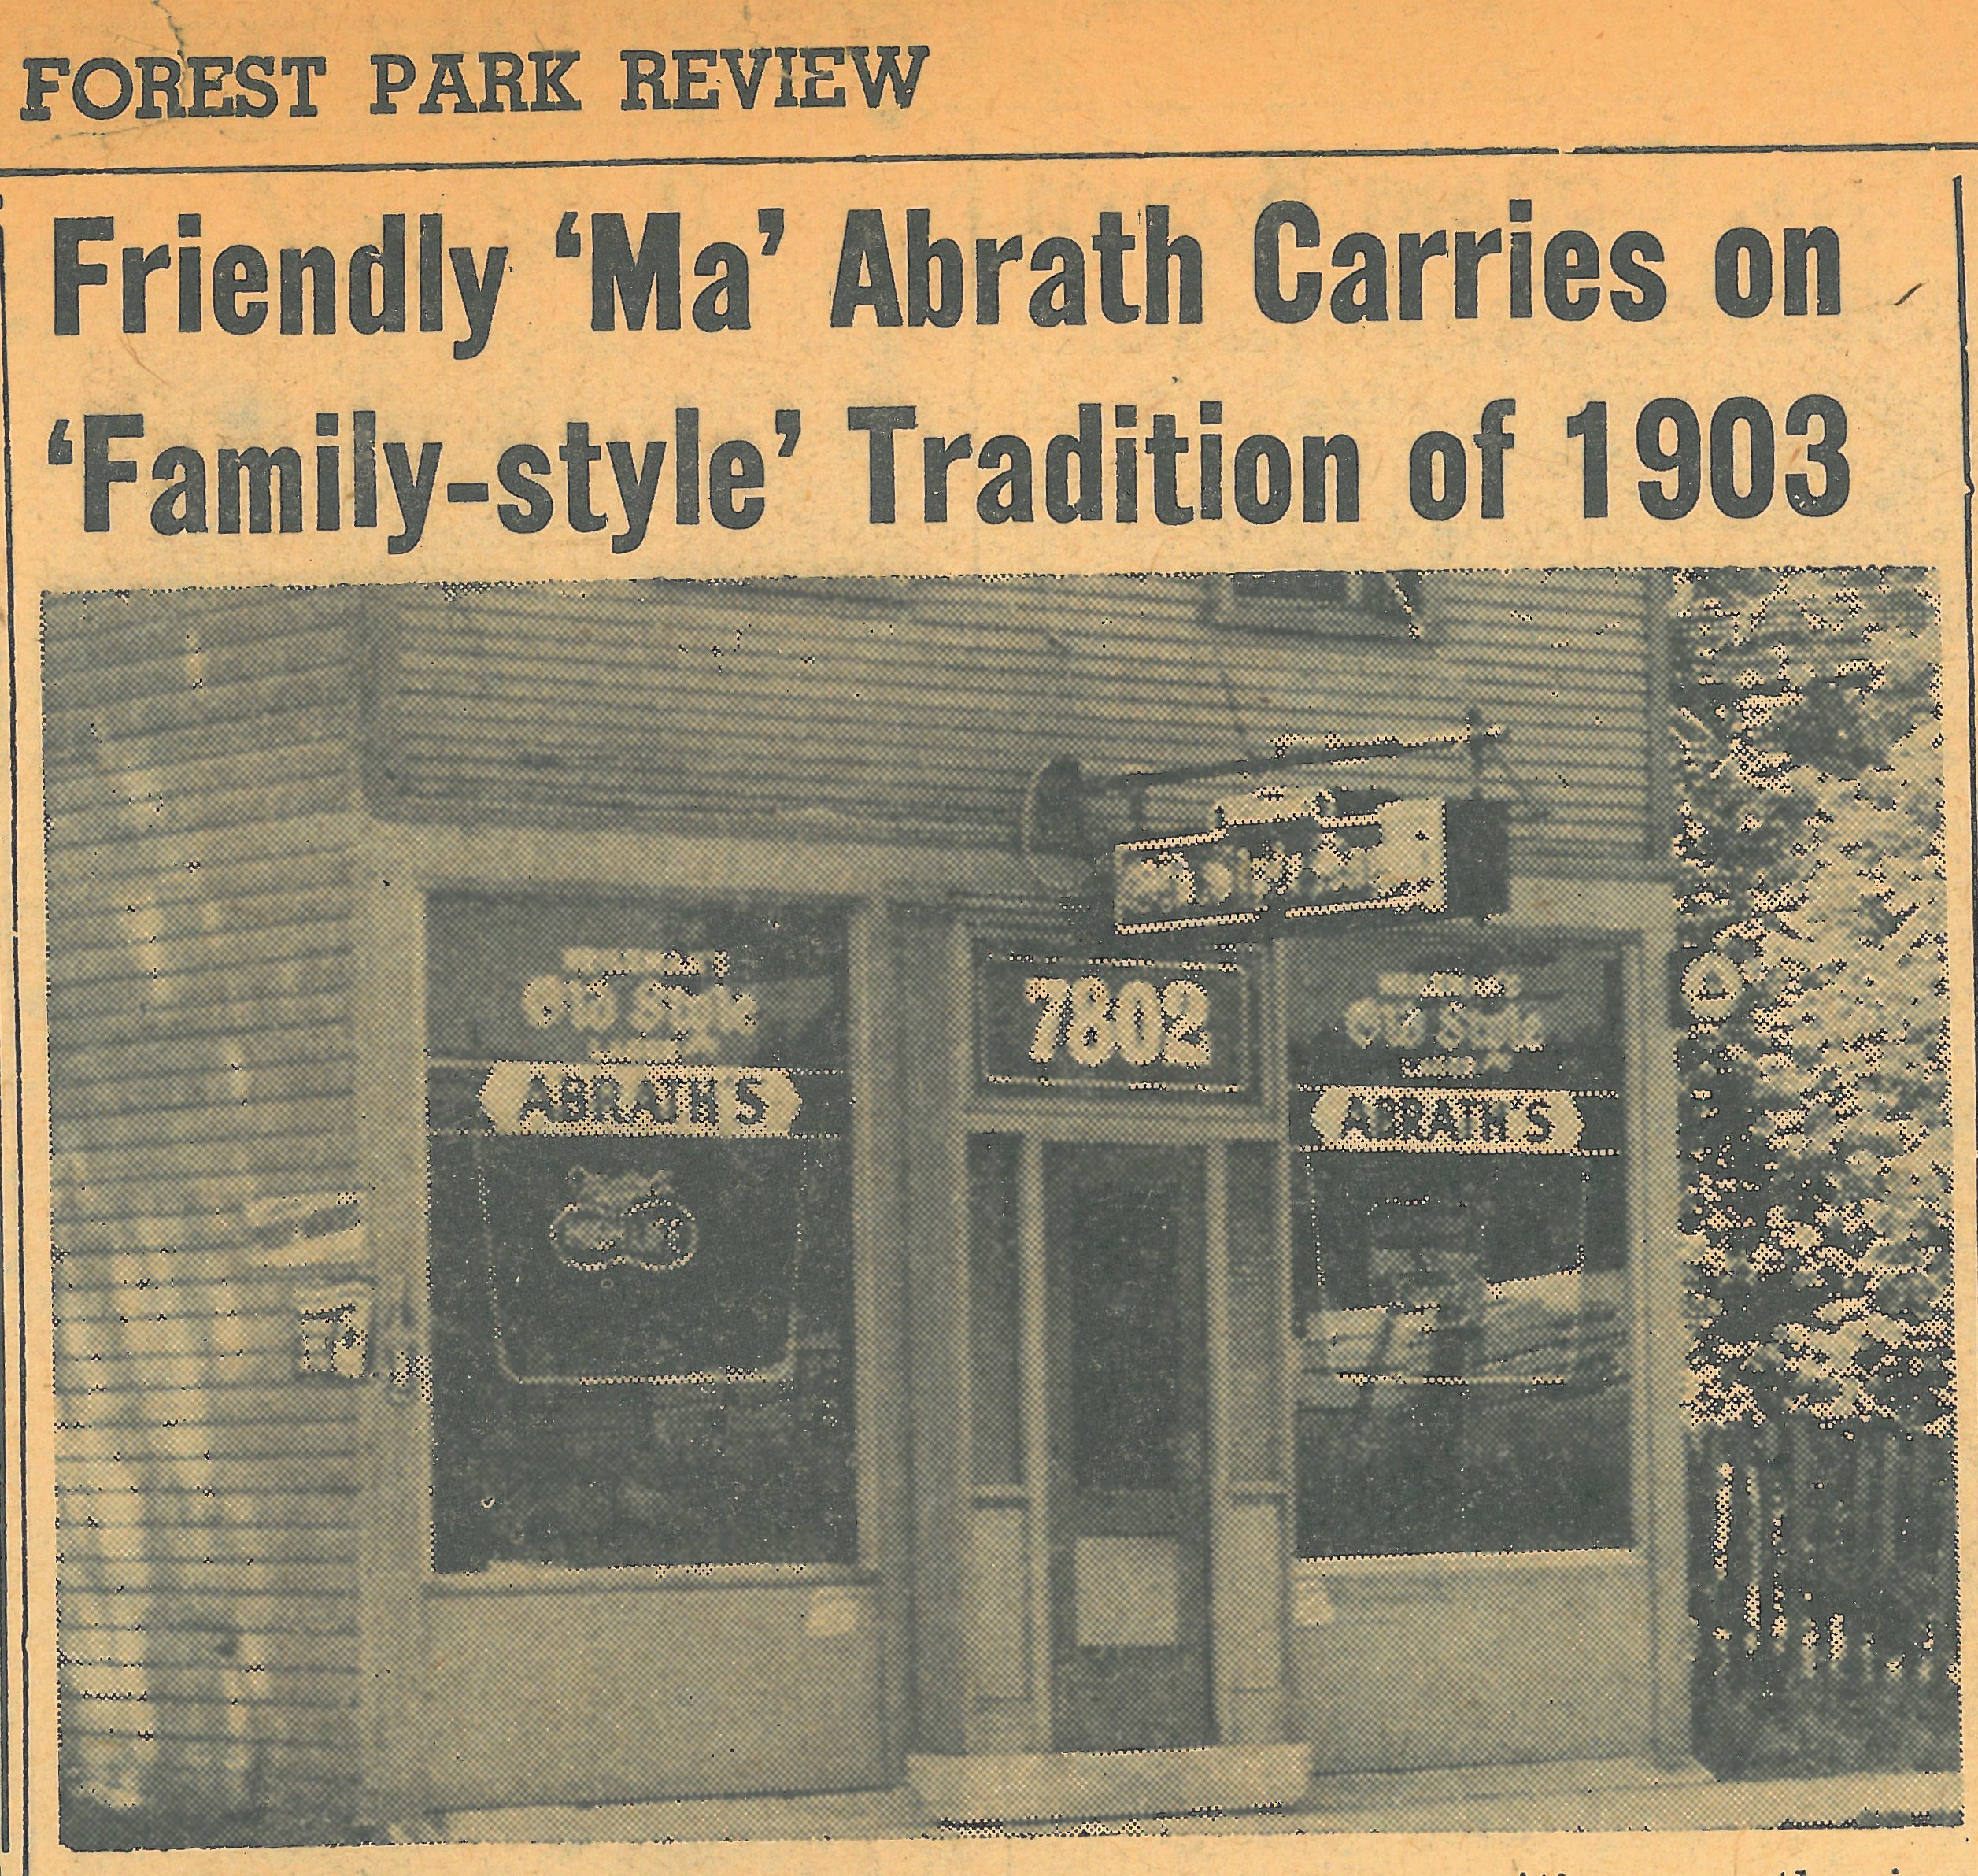 FOREST PARK REVIEW
Friendly ‘Ma’ Abrath Carries on
‘Family-style’ Tradition of 1903
Old Style
ABRATH'S
7802
Old Style
ABRATH'S